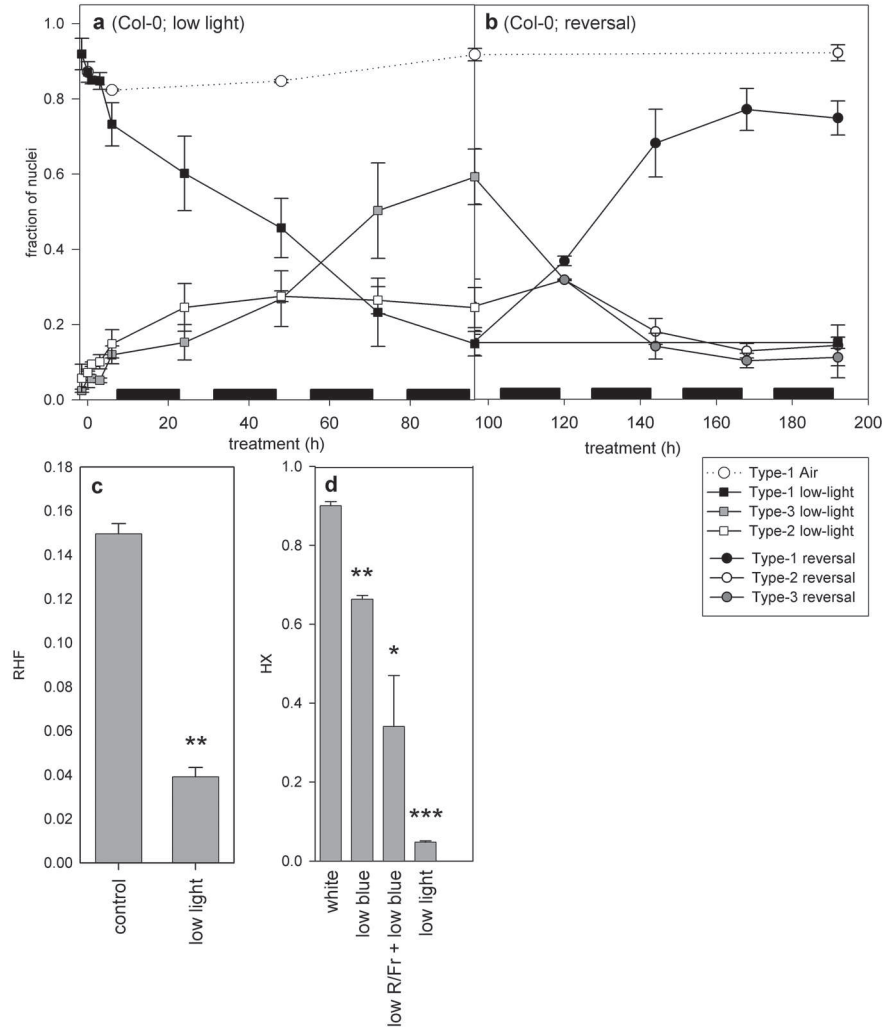 a (Col-0; low light)
b (Col-0; reversal)
1.0
0.8
0.6
0.4
0.2
0.0
fraction of nuclei
0 20 40 60 80 100 120 140 160 180 200
treatment (h)
treatment (h)
Type-1 Air
Type-1 low-light
Type-3 low-light
Type-2 low-light
Type-1 reversal
Type-2 reversal
Type-3 reversal
c
0.18
0.16
0.14
0.12
0.10
0.08
0.06
0.04
0.02
0.00
RHF
**
control
low light
d
1.0
0.8
0.6
0.4
0.2
0.0
HX
**
*
***
white
low blue
low R/Fr + low blue
low light